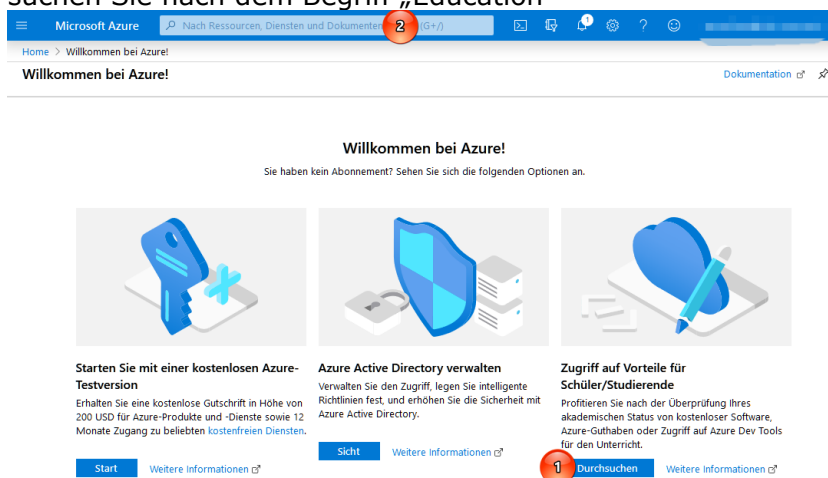 suchen Sie nach dem Begriff „Education
Microsoft Azure
Nach Ressourcen, Diensten und Dokumenten 2 (G+/)
1
?
Home > Willkommen bei Azure!
Willkommen bei Azure!
Dokumentation
Willkommen bei Azure!
Sie haben kein Abonnement? Sehen Sie sich die folgenden Optionen an.
Starten Sie mit einer kostenlosen Azure-
Testversion
Erhalten Sie eine kostenlose Gutschrift in Höhe von
200 USD für Azure-Produkte und -Dienste sowie 12
Monate Zugang zu beliebten kostenfreien Diensten.
Start Weitere Informationen
Azure Active Directory verwalten
Verwalten Sie den Zugriff, legen Sie intelligente
Richtlinien fest, und erhöhen Sie die Sicherheit mit
Azure Active Directory.
Sicht Weitere Informationen
Zugriff auf Vorteile für
Schüler/Studierende
Profitieren Sie nach der Überprüfung Ihres
akademischen Status von kostenloser Software,
Azure-Guthaben oder Zugriff auf Azure Dev Tools
für den Unterricht.
1 Durchsuchen Weitere Informationen